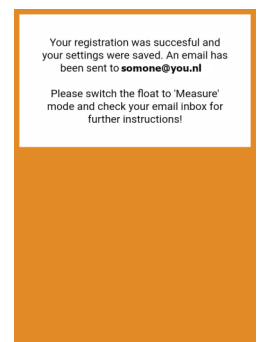 Your registration was succesful and
your settings were saved. An email has
been sent to somone@you.nl
Please switch the float to 'Measure'
mode and check your email inbox for
further instructions!